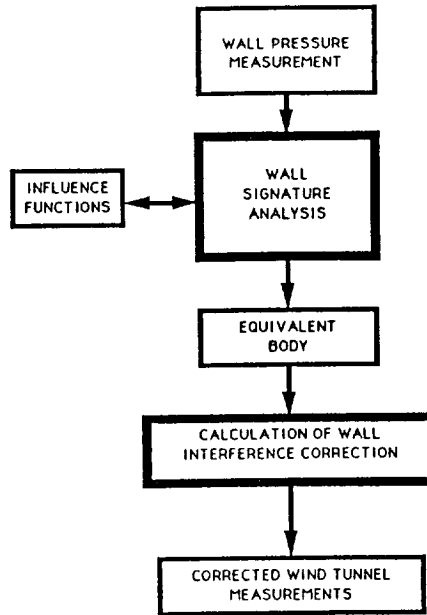 WALL PRESSURE
MEASUREMENT
WALL
SIGNATURE
ANALYSIS
INFLUENCE
FUNCTIONS
EQUIVALENT
BODY
CALCULATION OF WALL
INTERFERENCE CORRECTION
CORRECTED WIND TUNNEL
MEASUREMENTS